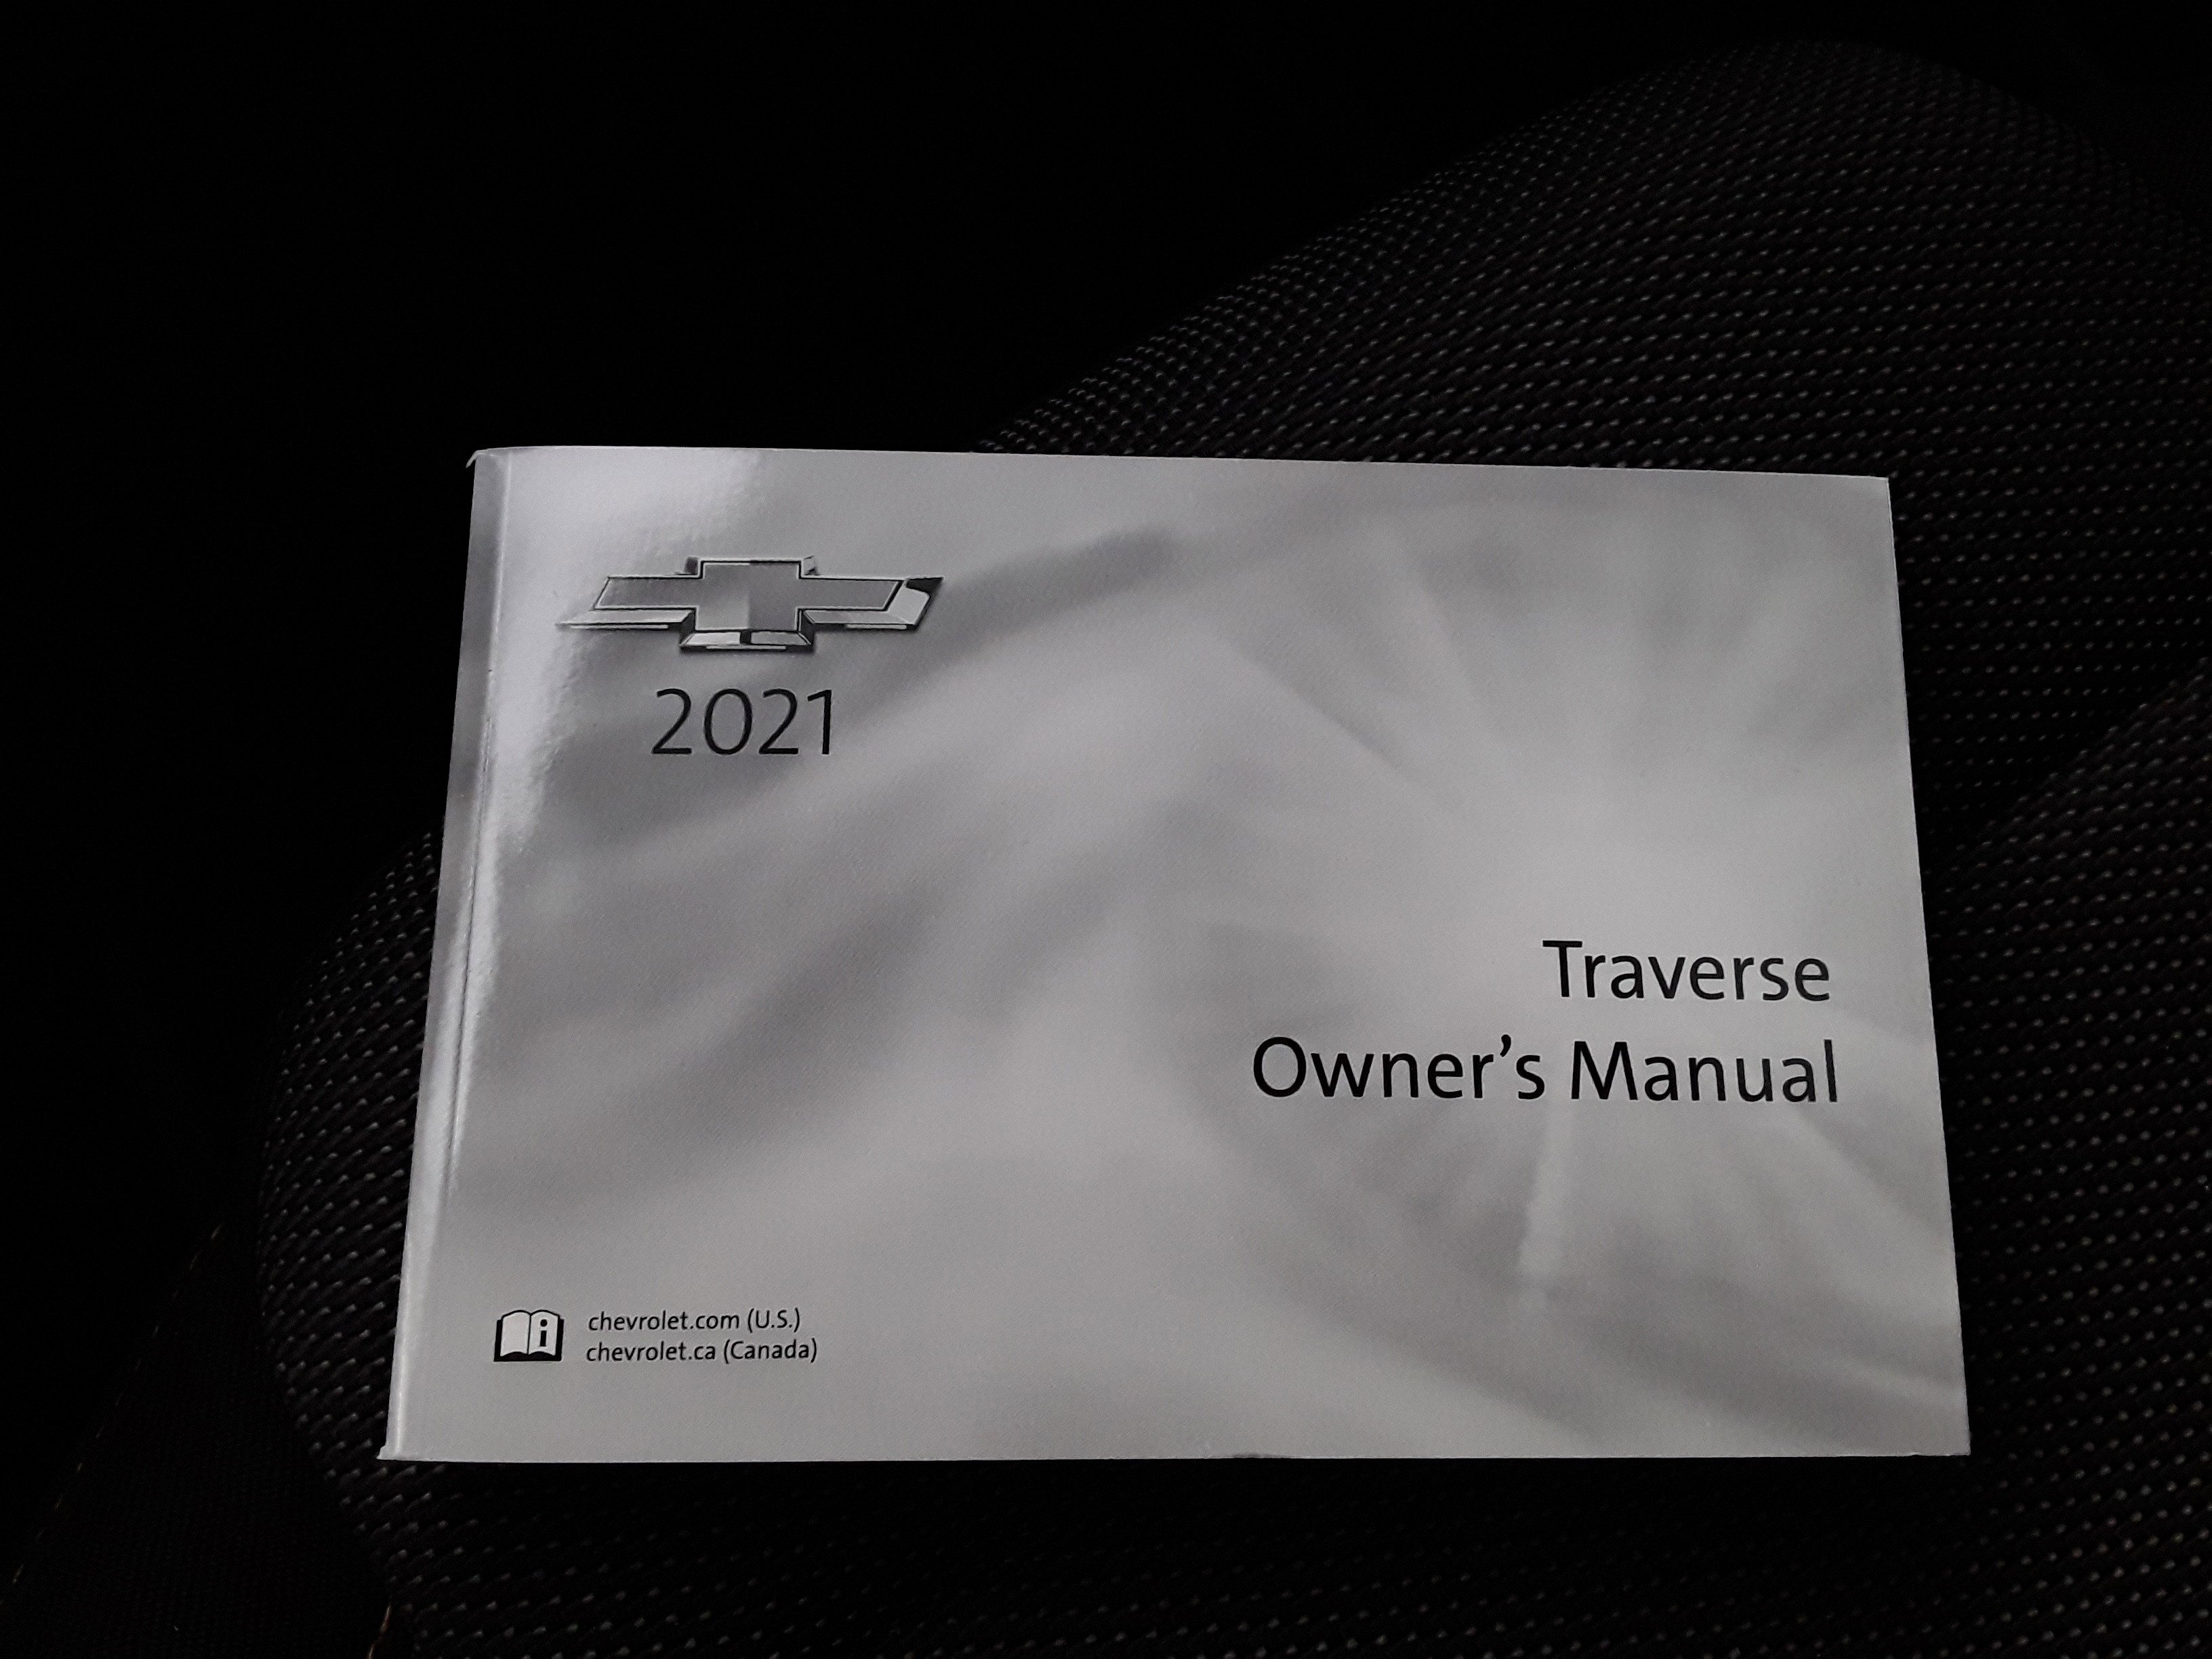 2021
Traverse
Owner’s Manual
chevrolet.com (U.S.)
chevrolet.ca (Canada)